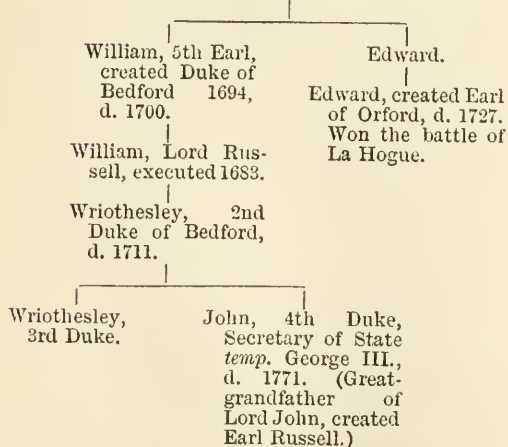 William, 5th Earl,
created Duke of
Bedford 1694,
d. 1700.
Edward.
Edward, created Earl
of Orford, d. 1727.
Won the battle of
La Hogue.
William, Lord Rus-
sell, executed 1683.
Wriothesley, 2nd
Duke of Bedford,
d. 1711.
Wriothesley,
3rd Duke.
John, 4th Duke,
Secretary of State
temp. George III.,
d. 1771. (Great-
grandfather of
Lord John, created
Earl Russell.)